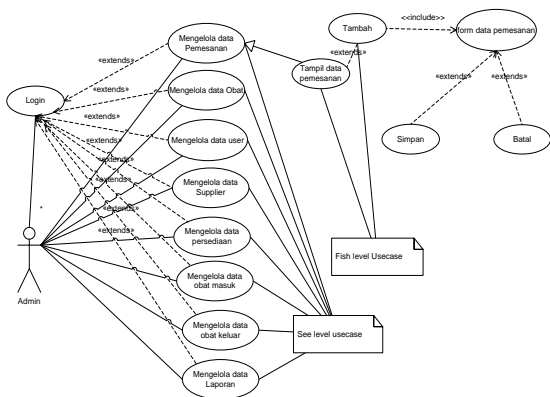 Mengelola data
Pemesanan
Tambah
<<include>>
form data pemesanan
«extends»
«extends»
Tampil data
pemesanan
Login
«extends»
Mengelola data Obat
«extends»
«extends»
«extends»
«extends»
Mengelola data user
Simpan
Batal
«extends»
«extends»
Mengelola data
Supplier
«extends»
*
Mengelola data
persediaan
«extends»
Admin
Mengelola data
obat masuk
Fish level Usecase
Mengelola data
obat keluar
See level usecase
Mengelola data
Laporan